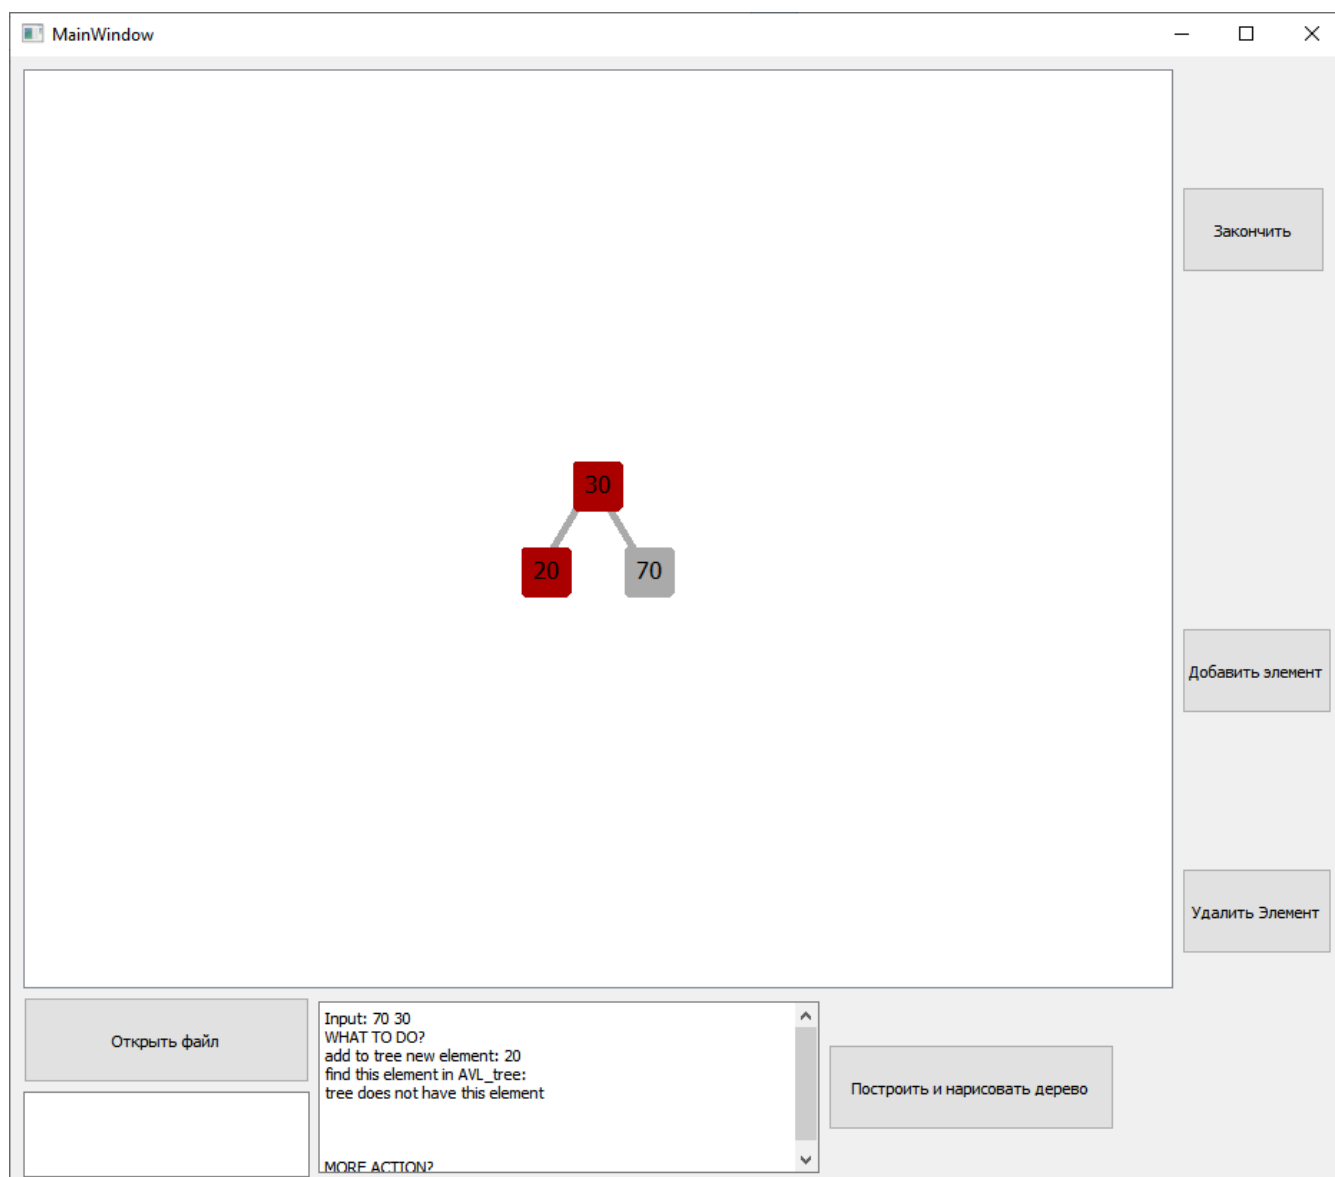 MainWindow
Закончить
30
20
70
Добавить элемент
Удалить Элемент
Открыть файл
Input: 70 30
WHAT TO DO?
add to tree new element: 20
find this element in AVL_tree:
tree does not have this element
MORE ACTION?
Построить и нарисовать дерево